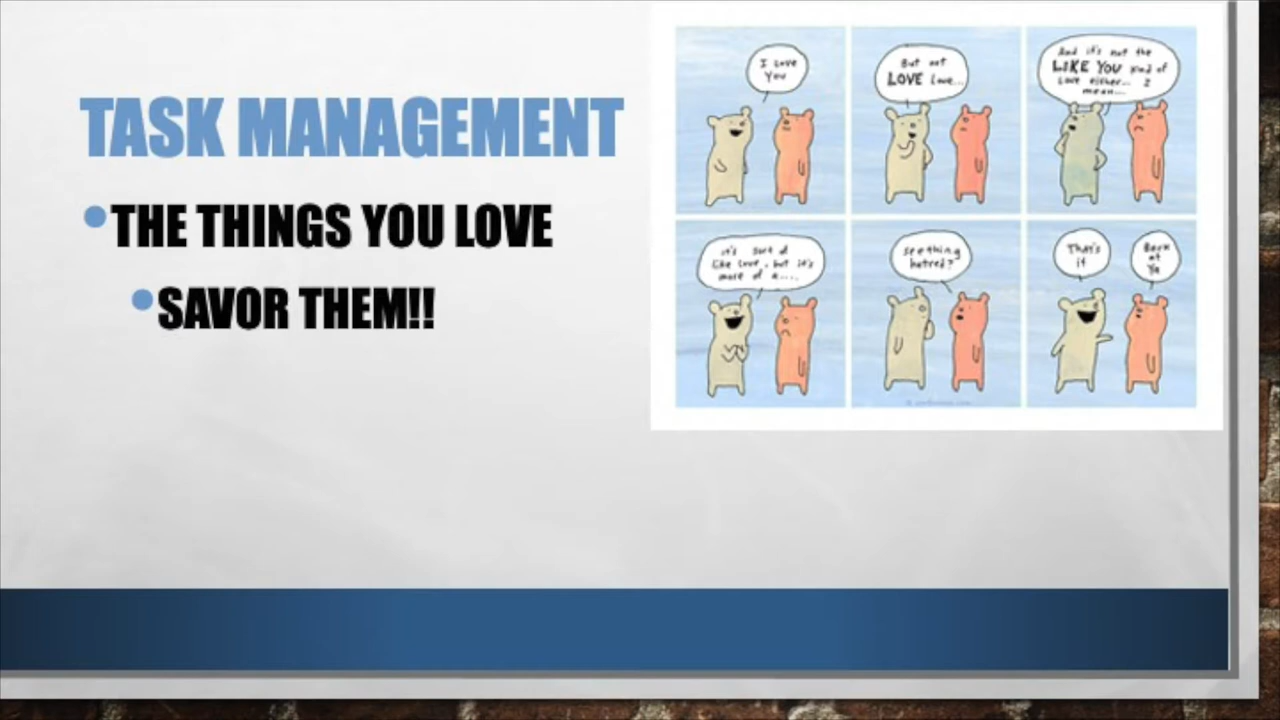 TASK MANAGEMENT
•THE THINGS YOU LOVE
•SAVOR THEM!!
I Love
You
But not
LOVE love...
And it's not the
LIKE YOU kind of
Love either... I
mean....
it's sort of
like love, but it's
more of a....
seething
hatred?
That's
it
Back
at
Ya